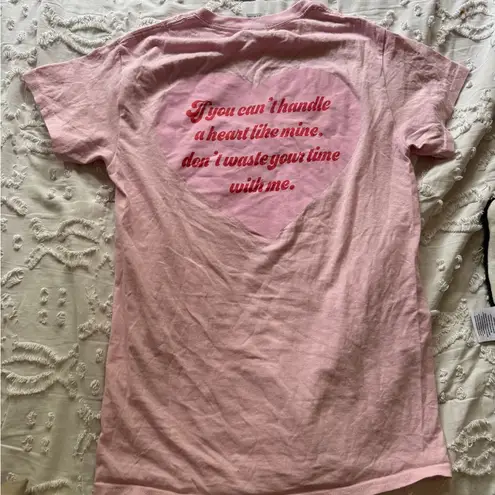 If you can't handle
a heart like mine.
don't waste your time
with me.